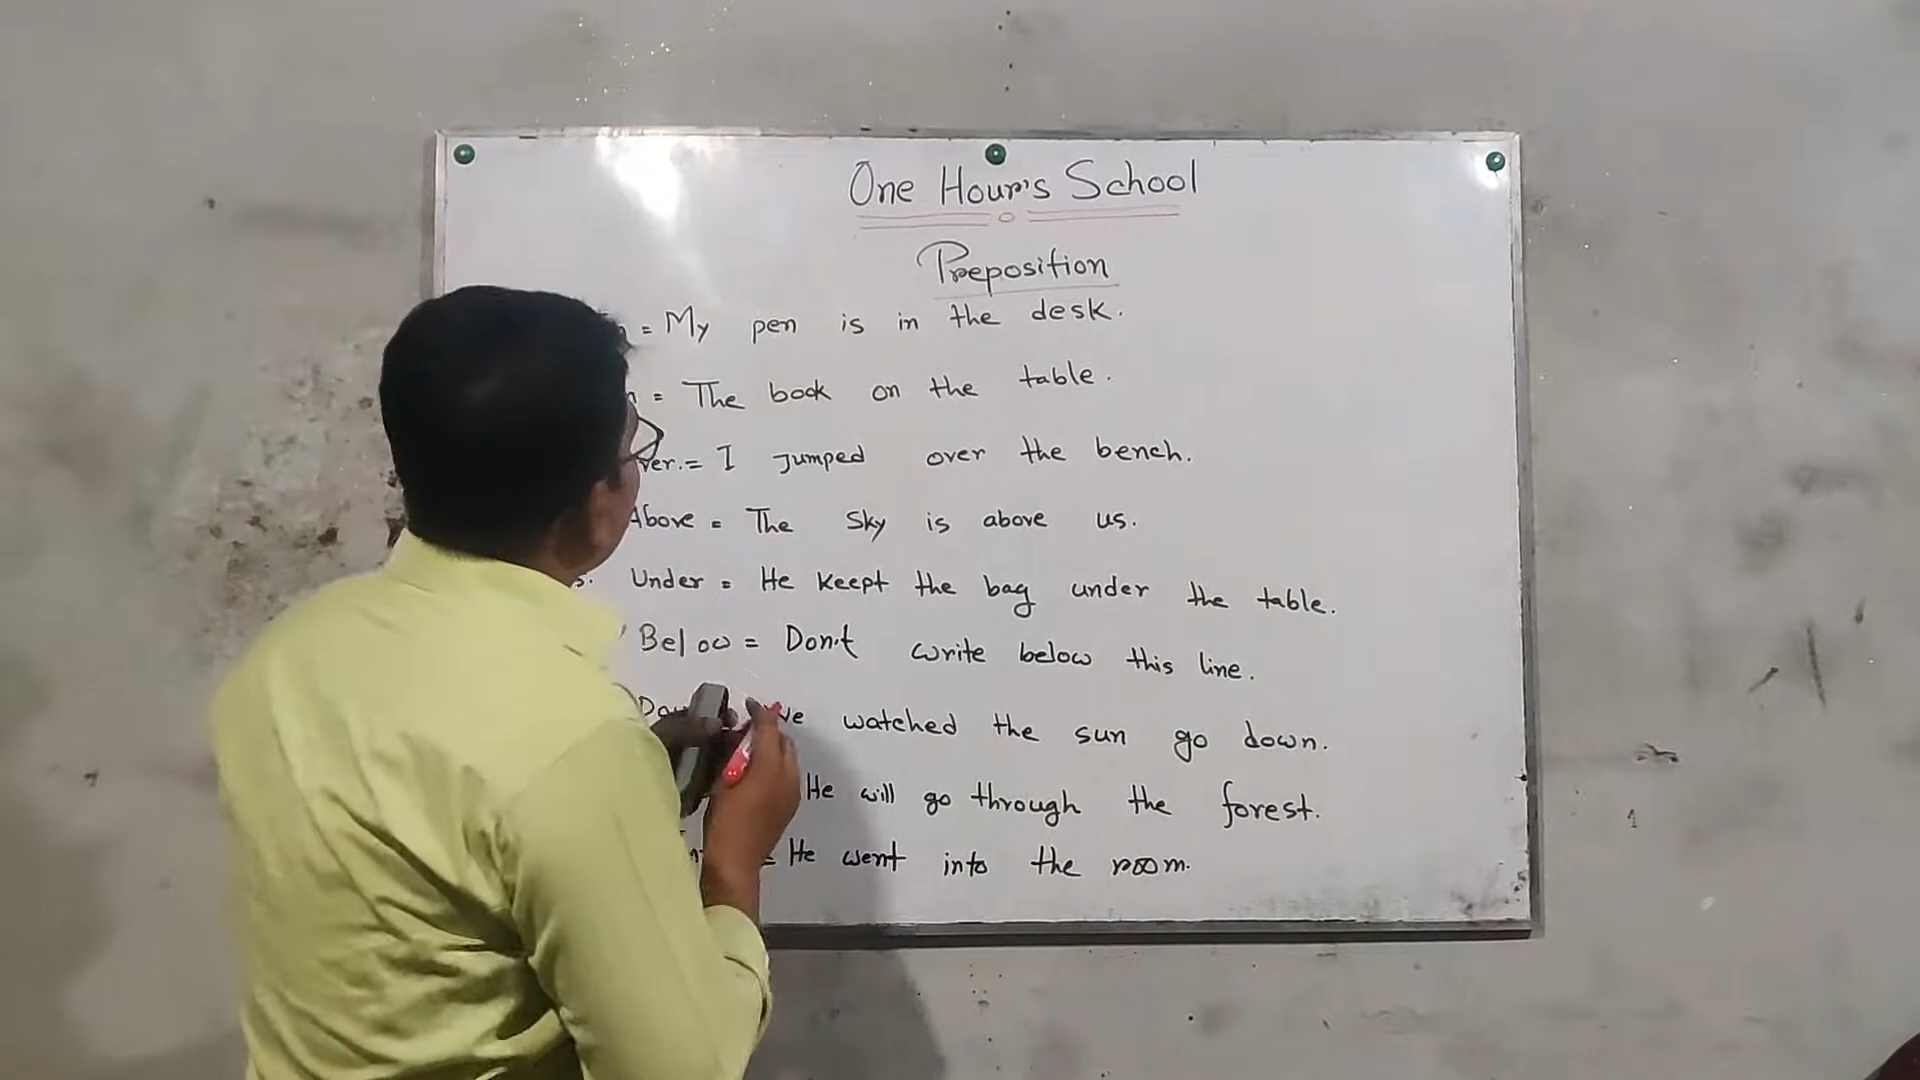 One Hour's School
Preposition
= My pen is in the desk.
= The book on the table.
ver. = I Jumped over the bench.
Above = The Sky is above us.
5. Under = He keept the bag under the table.
Below = Don't write below this line.
watched the sun go down.
He will go through the forest.
= He went into the room.